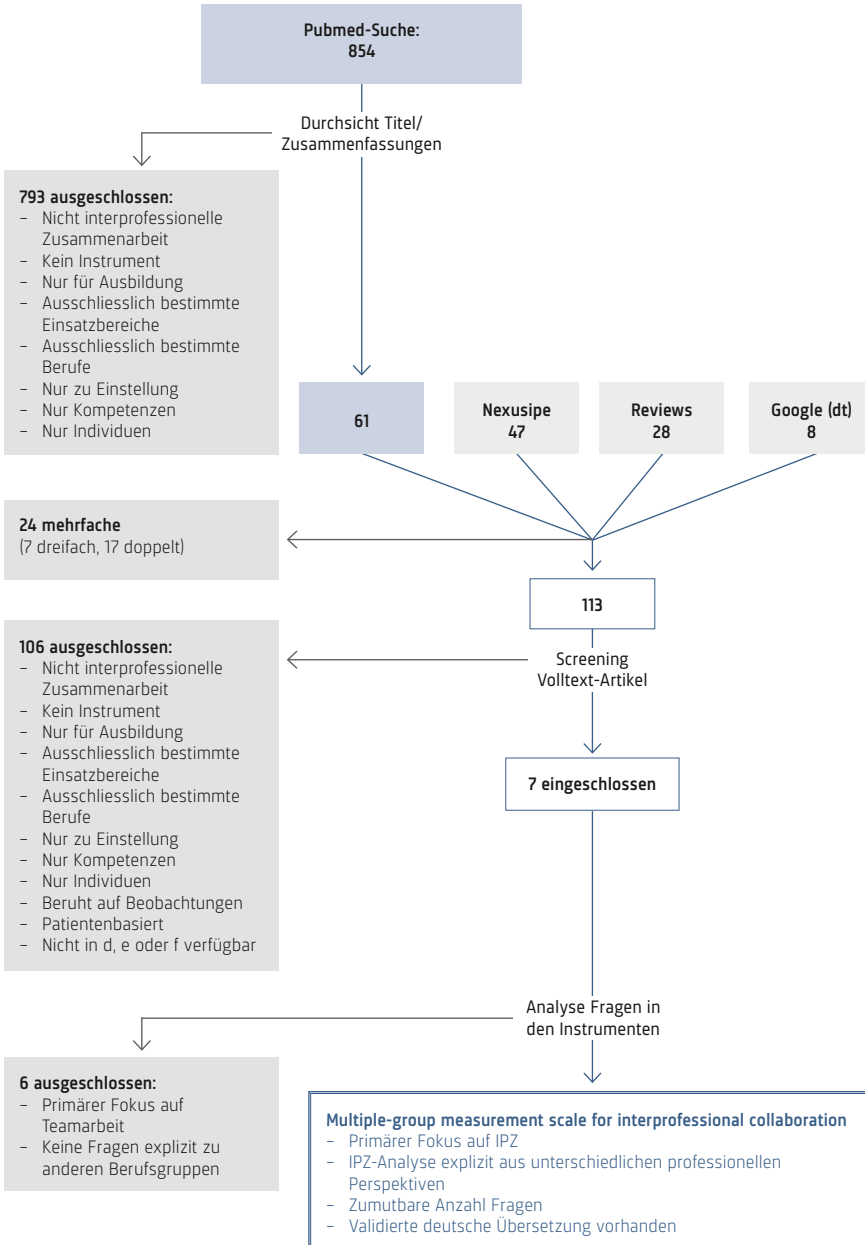 Pubmed-Suche:
854
Durchsicht Titel/
Zusammenfassungen
793 ausgeschlossen:
– Nicht interprofessionelle
Zusammenarbeit
– Kein Instrument
– Nur für Ausbildung
– Ausschliesslich bestimmte
Einsatzbereiche
– Ausschliesslich bestimmte
Berufe
– Nur zu Einstellung
– Nur Kompetenzen
– Nur Individuen
61
Nexusipe
47
Reviews
28
Google (dt)
8
24 mehrfache
(7 dreifach, 17 doppelt)
113
106 ausgeschlossen:
– Nicht interprofessionelle
Zusammenarbeit
– Kein Instrument
– Nur für Ausbildung
– Ausschliesslich bestimmte
Einsatzbereiche
– Ausschliesslich bestimmte
Berufe
– Nur zu Einstellung
– Nur Kompetenzen
– Nur Individuen
– Beruht auf Beobachtungen
– Patientenbasiert
– Nicht in d, e oder f verfügbar
Screening
Volltext-Artikel
7 eingeschlossen
Analyse Fragen in
den Instrumenten
6 ausgeschlossen:
– Primärer Fokus auf
Teamarbeit
– Keine Fragen explizit zu
anderen Berufsgruppen
Multiple-group measurement scale for interprofessional collaboration
– Primärer Fokus auf IPZ
– IPZ-Analyse explizit aus unterschiedlichen professionellen
Perspektiven
– Zumutbare Anzahl Fragen
– Validierte deutsche Übersetzung vorhanden